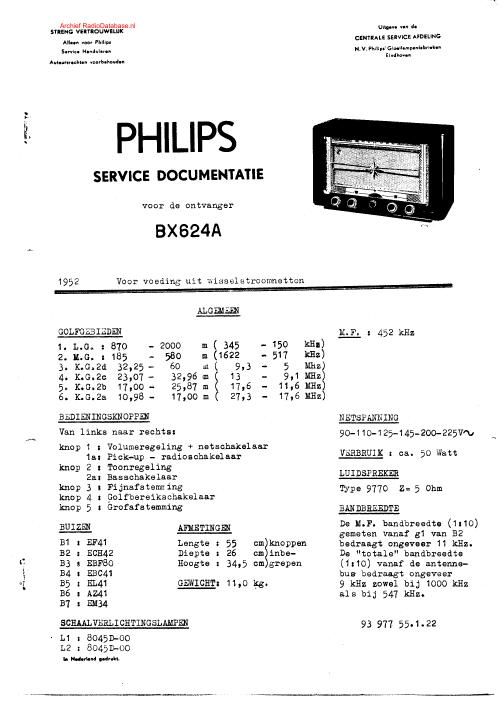 Archief RadioDatabase.nl
STRENG VERTROUWELIJK
Alleen voor Philips
Service Handelaren
Auteursrechten voorbehouden
Uitgave van de
CENTRALE SERVICE AFDELING
N.V. Philips' Gloeilampenfabrieken
Eindhoven
PHILIPS
SERVICE DOCUMENTATIE
voor de ontvanger
BX624A
1952 Voor voeding uit wisselstroomnetten
ALGEMEEN
GOLFGEBIEDEN
1. L.G. : 870 - 2000 m ( 345 - 150 kHz)
2. M.G. : 185 - 580 m (1622 - 517 kHz)
3. K.G.2d 32,25 - 60 m ( 9,3 - 5 MHz)
4. K.G.2c 23,07 - 32,96 m ( 13 - 9,1 MHz)
5. K.G.2b 17,00 - 25,87 m ( 17,6 - 11,6 MHz)
6. K.G.2a 10,98 - 17,00 m ( 27,3 - 17,6 MHz)
M.F. : 452 kHz
BEDIENINGSKNOPPEN
Van links naar rechts:
knop 1 : Volumeregeling + netschakelaar
1a: Pick-up - radioschakelaar
knop 2 : Toonregeling
2a: Basschakelaar
knop 3 : Fijnafstemming
knop 4 : Golfbereikschakelaar
knop 5 : Grofafstemming
NETSPANNING
90-110-125-145-200-225V~
VERBRUIK : ca. 50 Watt
LUIDSPREKER
Type 9770 Z= 5 Ohm
BANDBREEDTE
De M.F. bandbreedte (1:10)
gemeten vanaf g1 van B2
bedraagt ongeveer 11 kHz.
De "totale" bandbreedte
(1:10) vanaf de antenne-
bus bedraagt ongeveer
9 kHz zowel bij 1000 kHz
als bij 547 kHz.
BUIZEN
B1 : EF41
B2 : ECH42
B3 : EBF80
B4 : EBC41
B5 : EL41
B6 : AZ41
B7 : EM34
AFMETINGEN
Lengte : 55 cm)knoppen
Diepte : 26 cm)inbe-
Hoogte : 34,5 cm)grepen
GEWICHT: 11,0 kg.
SCHAALVERLICHTINGSLAMPEN
L1 : 8045D-00
L2 : 8045D-00
In Nederland gedrukt.
93 977 55.1.22